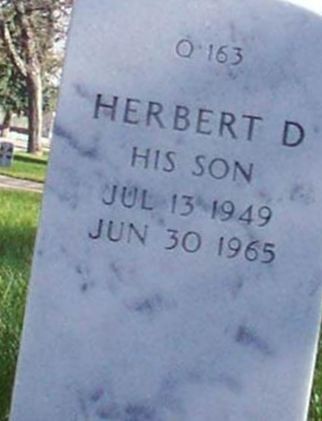 Q 163
HERBERT D
HIS SON
JUL 13 1949
JUN 30 1965